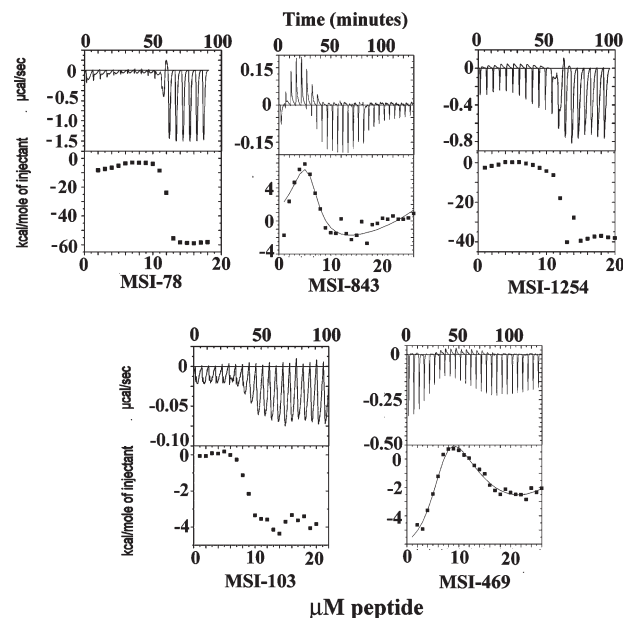 Time (minutes)
0 50 100
0 50 100
0 50 100
µcal/sec
0
-0.5
-1.0
-1.5
0.15
0
-0.15
0
-0.4
-0.8
kcal/mole of injectant
0
-20
-40
-60
4
0
-4
0
-20
-40
0 10 20
0 10 20
0 10 20
MSI-78
MSI-843
MSI-1254
0 50 100
0 50 100
µcal/sec
0
-0.05
-0.10
0
-0.25
-0.50
kcal/mole of injectant
0
-2
-4
0
-2
-4
0 10 20
0 10 20
MSI-103
MSI-469
µM peptide